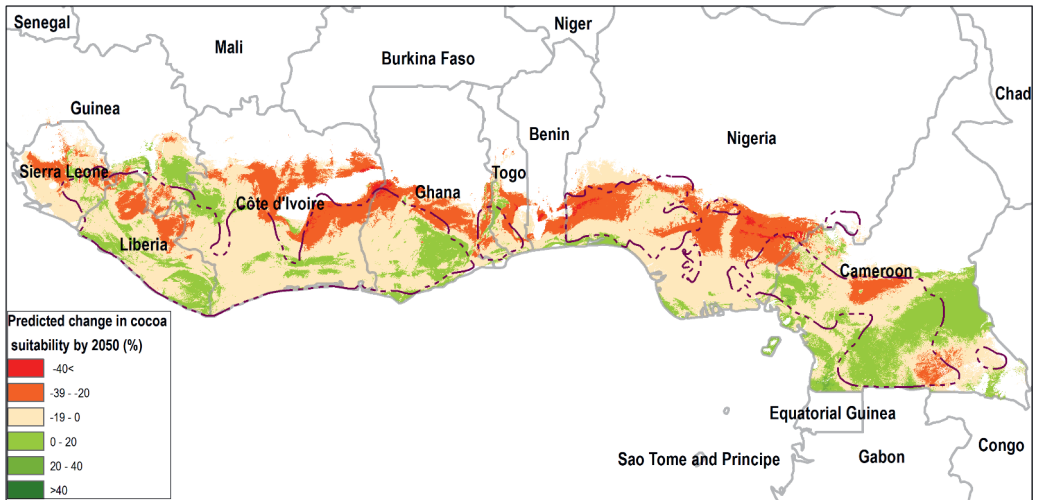 Senegal
Niger
Mali
Burkina Faso
Chad
Guinea
Benin
Nigeria
Sierra Leone
Togo
Ghana
Côte d'Ivoire
Liberia
Cameroon
Predicted change in cocoa
suitability by 2050 (%)
-40<
-39 - -20
-19 - 0
0 - 20
20 - 40
>40
Equatorial Guinea
Sao Tome and Principe
Gabon
Congo